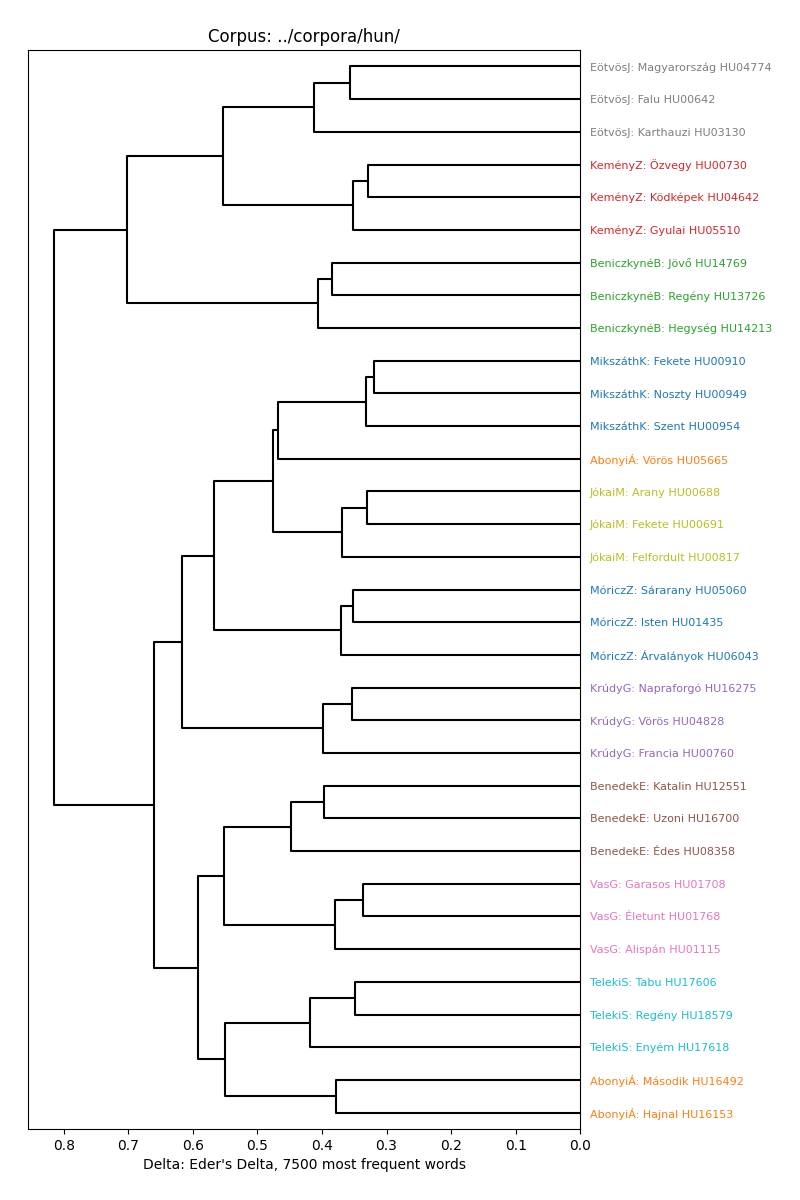 Corpus: ../corpora/hun/
EötvösJ: Magyarország HU04774
EötvösJ: Falu HU00642
EötvösJ: Karthauzi HU03130
KeményZ: Özvegy HU00730
KeményZ: Ködképek HU04642
KeményZ: Gyulai HU05510
BeniczkynéB: Jövő HU14769
BeniczkynéB: Regény HU13726
BeniczkynéB: Hegység HU14213
MikszáthK: Fekete HU00910
MikszáthK: Noszty HU00949
MikszáthK: Szent HU00954
AbonyiÁ: Vörös HU05665
JókaiM: Arany HU00688
JókaiM: Fekete HU00691
JókaiM: Felfordult HU00817
MóriczZ: Sárarany HU05060
MóriczZ: Isten HU01435
MóriczZ: Árvalányok HU06043
KrúdyG: Napraforgó HU16275
KrúdyG: Vörös HU04828
KrúdyG: Francia HU00760
BenedekE: Katalin HU12551
BenedekE: Uzoni HU16700
BenedekE: Édes HU08358
VasG: Garasos HU01708
VasG: Életunt HU01768
VasG: Alispán HU01115
TelekiS: Tabu HU17606
TelekiS: Regény HU18579
TelekiS: Enyém HU17618
AbonyiÁ: Második HU16492
AbonyiÁ: Hajnal HU16153
0.8 0.7 0.6 0.5 0.4 0.3 0.2 0.1 0.0
Delta: Eder's Delta, 7500 most frequent words